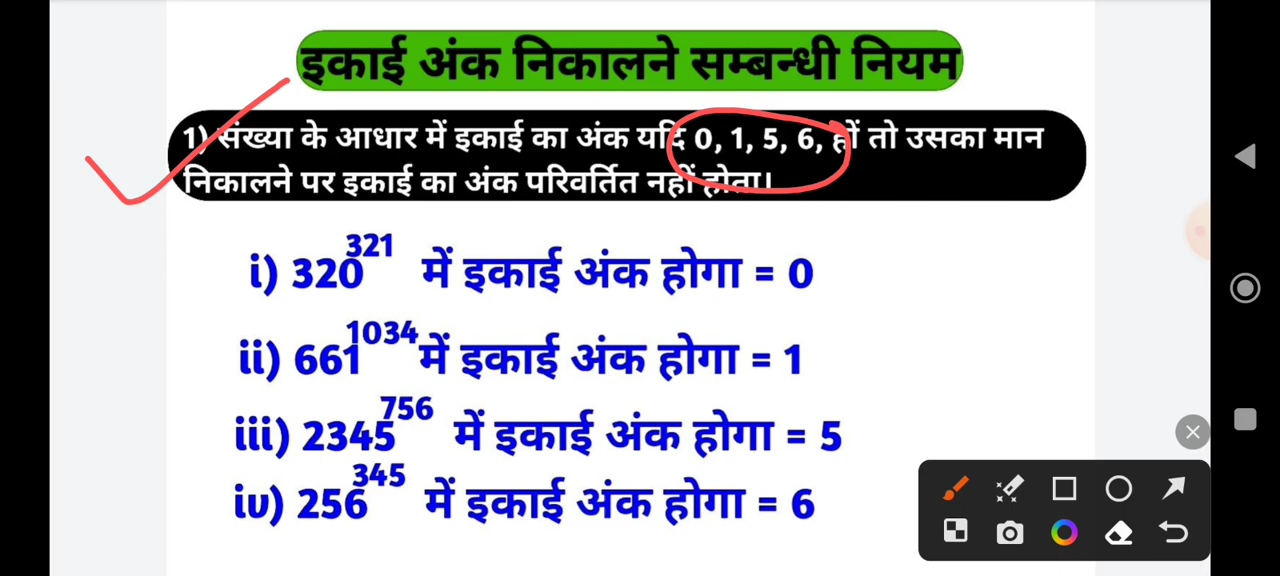 इकाई अंक निकालने सम्बन्धी नियम
1) संख्या के आधार में इकाई का अंक यदि 0, 1, 5, 6, हों तो उसका मान
निकालने पर इकाई का अंक परिवर्तित नहीं होता।
i) 320^321 में इकाई अंक होगा = 0
ii) 661^1034 में इकाई अंक होगा = 1
iii) 2345^756 में इकाई अंक होगा = 5
iv) 256^345 में इकाई अंक होगा = 6